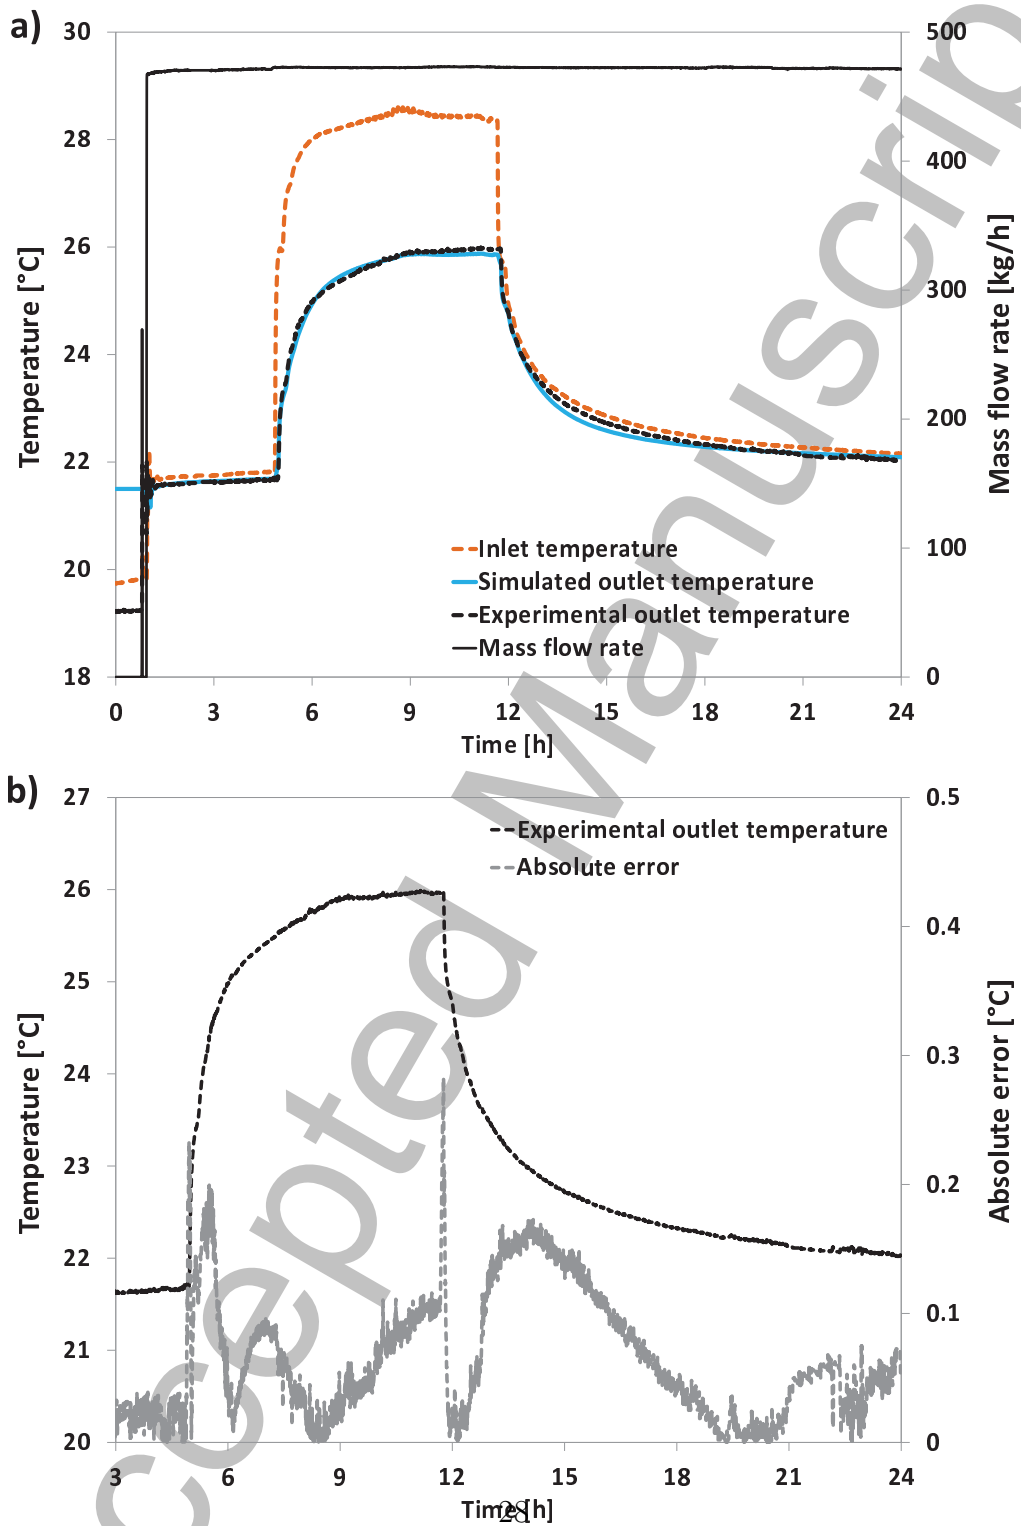 a)
30
28
26
24
22
20
18
Temperature [°C]
500
400
300
200
100
0
Mass flow rate [kg/h]
Inlet temperature
Simulated outlet temperature
Experimental outlet temperature
Mass flow rate
0 3 6 9 12 15 18 21 24
Time [h]
b)
27
26
25
24
23
22
21
20
Temperature [°C]
0.5
0.4
0.3
0.2
0.1
0
Absolute error [°C]
Experimental outlet temperature
Absolute error
3 6 9 12 15 18 21 24
Time [h]
28
ccepted Manuscrip